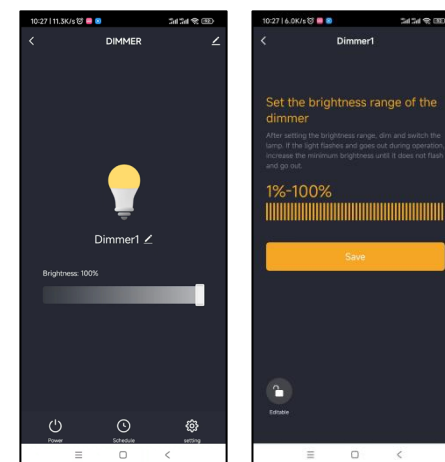 10:27 | 11.3K/s
DIMMER
Dimmer1
Brightness: 100%
Power
Schedule
setting
10:27 | 6.0K/s
Dimmer1
Set the brightness range of the
dimmer
After setting the brightness range, dim and switch the
lamp. If the light flashes and goes out during operation,
increase the minimum brightness until it does not flash
and go out.
1%-100%
Save
Editable